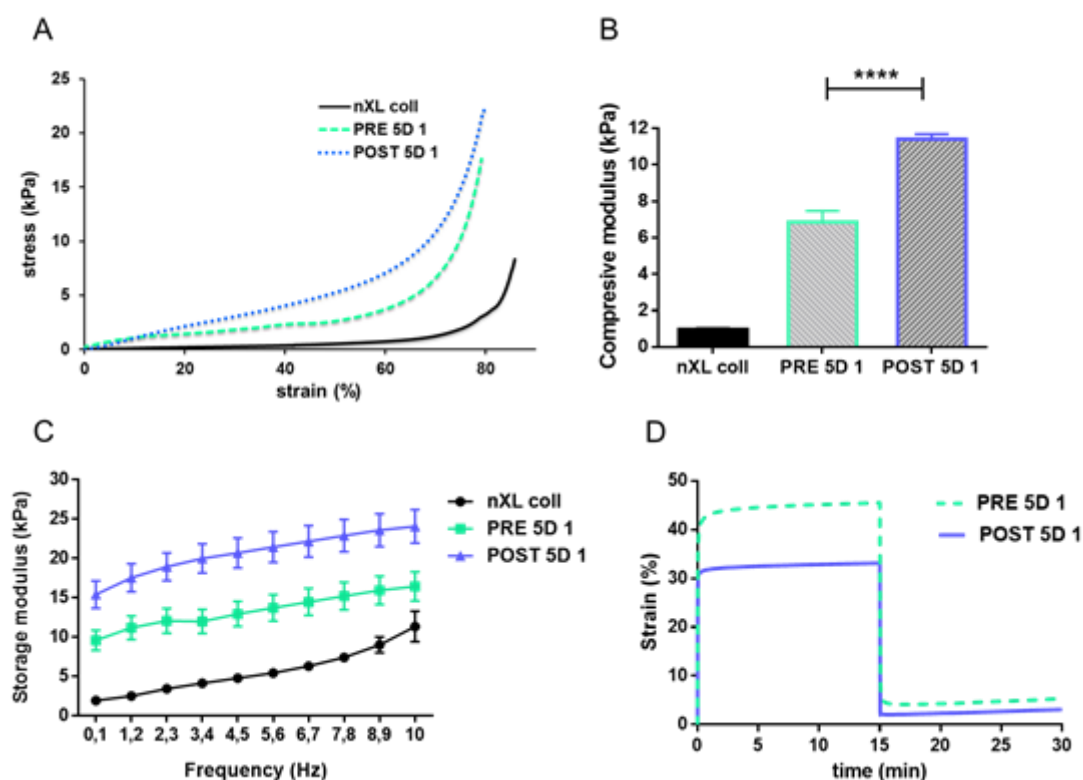 A
25
20
15
10
5
0
stress (kPa)
nXL coll
PRE 5D 1
POST 5D 1
0 20 40 60 80
strain (%)
B
****
12
10
8
6
4
2
0
Compresive modulus (kPa)
nXL coll PRE 5D 1 POST 5D 1
C
30
25
20
15
10
5
0
Storage modulus (kPa)
nXL coll
PRE 5D 1
POST 5D 1
0,1 1,2 2,3 3,4 4,5 5,6 6,7 7,8 8,9 10
Frequency (Hz)
D
50
40
30
20
10
0
Strain (%)
PRE 5D 1
POST 5D 1
0 5 10 15 20 25 30
time (min)